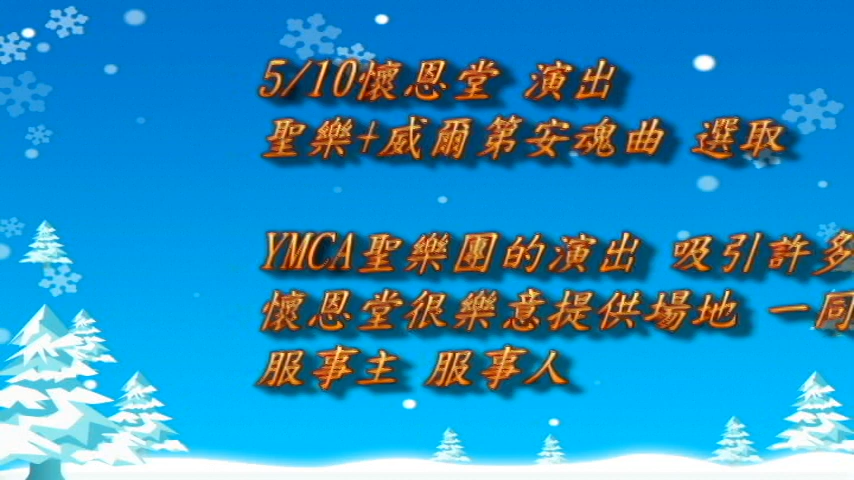 5/10懷恩堂 演出
聖樂+威爾第安魂曲 選取
YMCA聖樂團的演出 吸引許多
懷恩堂很樂意提供場地 一同
服事主 服事人